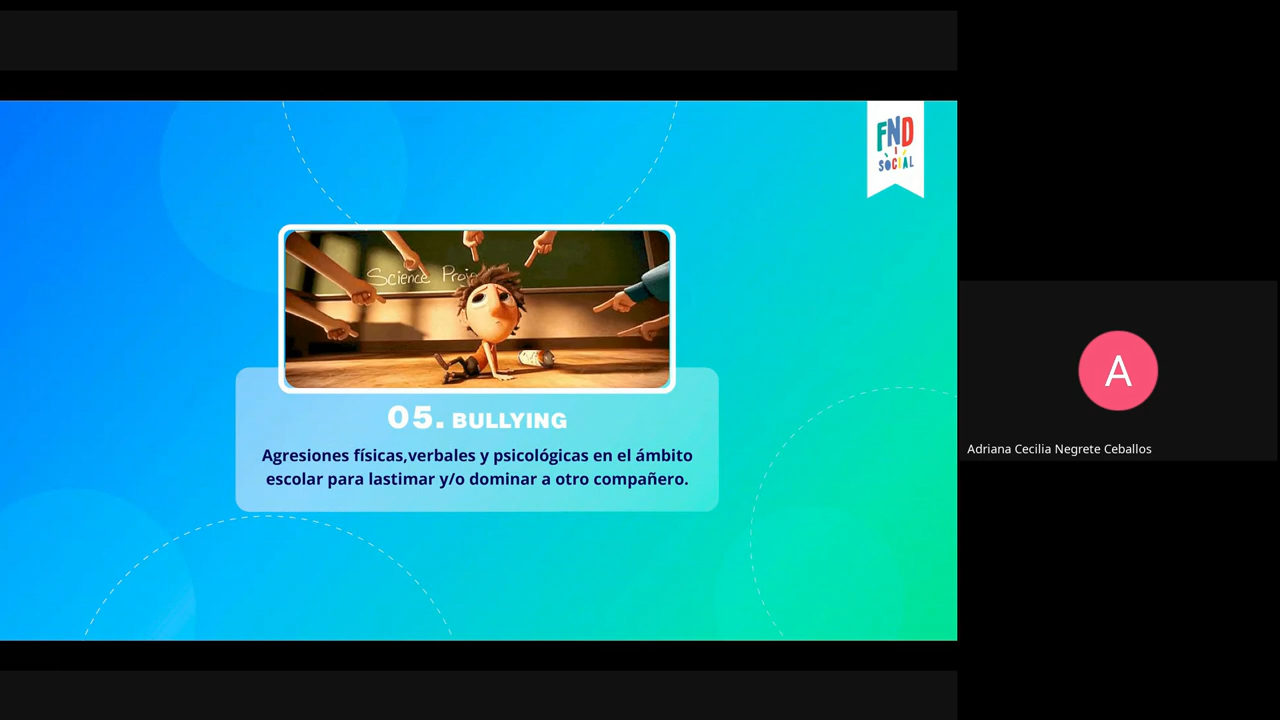 FND
SOCIAL
Science Proje
05. BULLYING
Agresiones físicas,verbales y psicológicas en el ámbito
escolar para lastimar y/o dominar a otro compañero.
A
Adriana Cecilia Negrete Ceballos